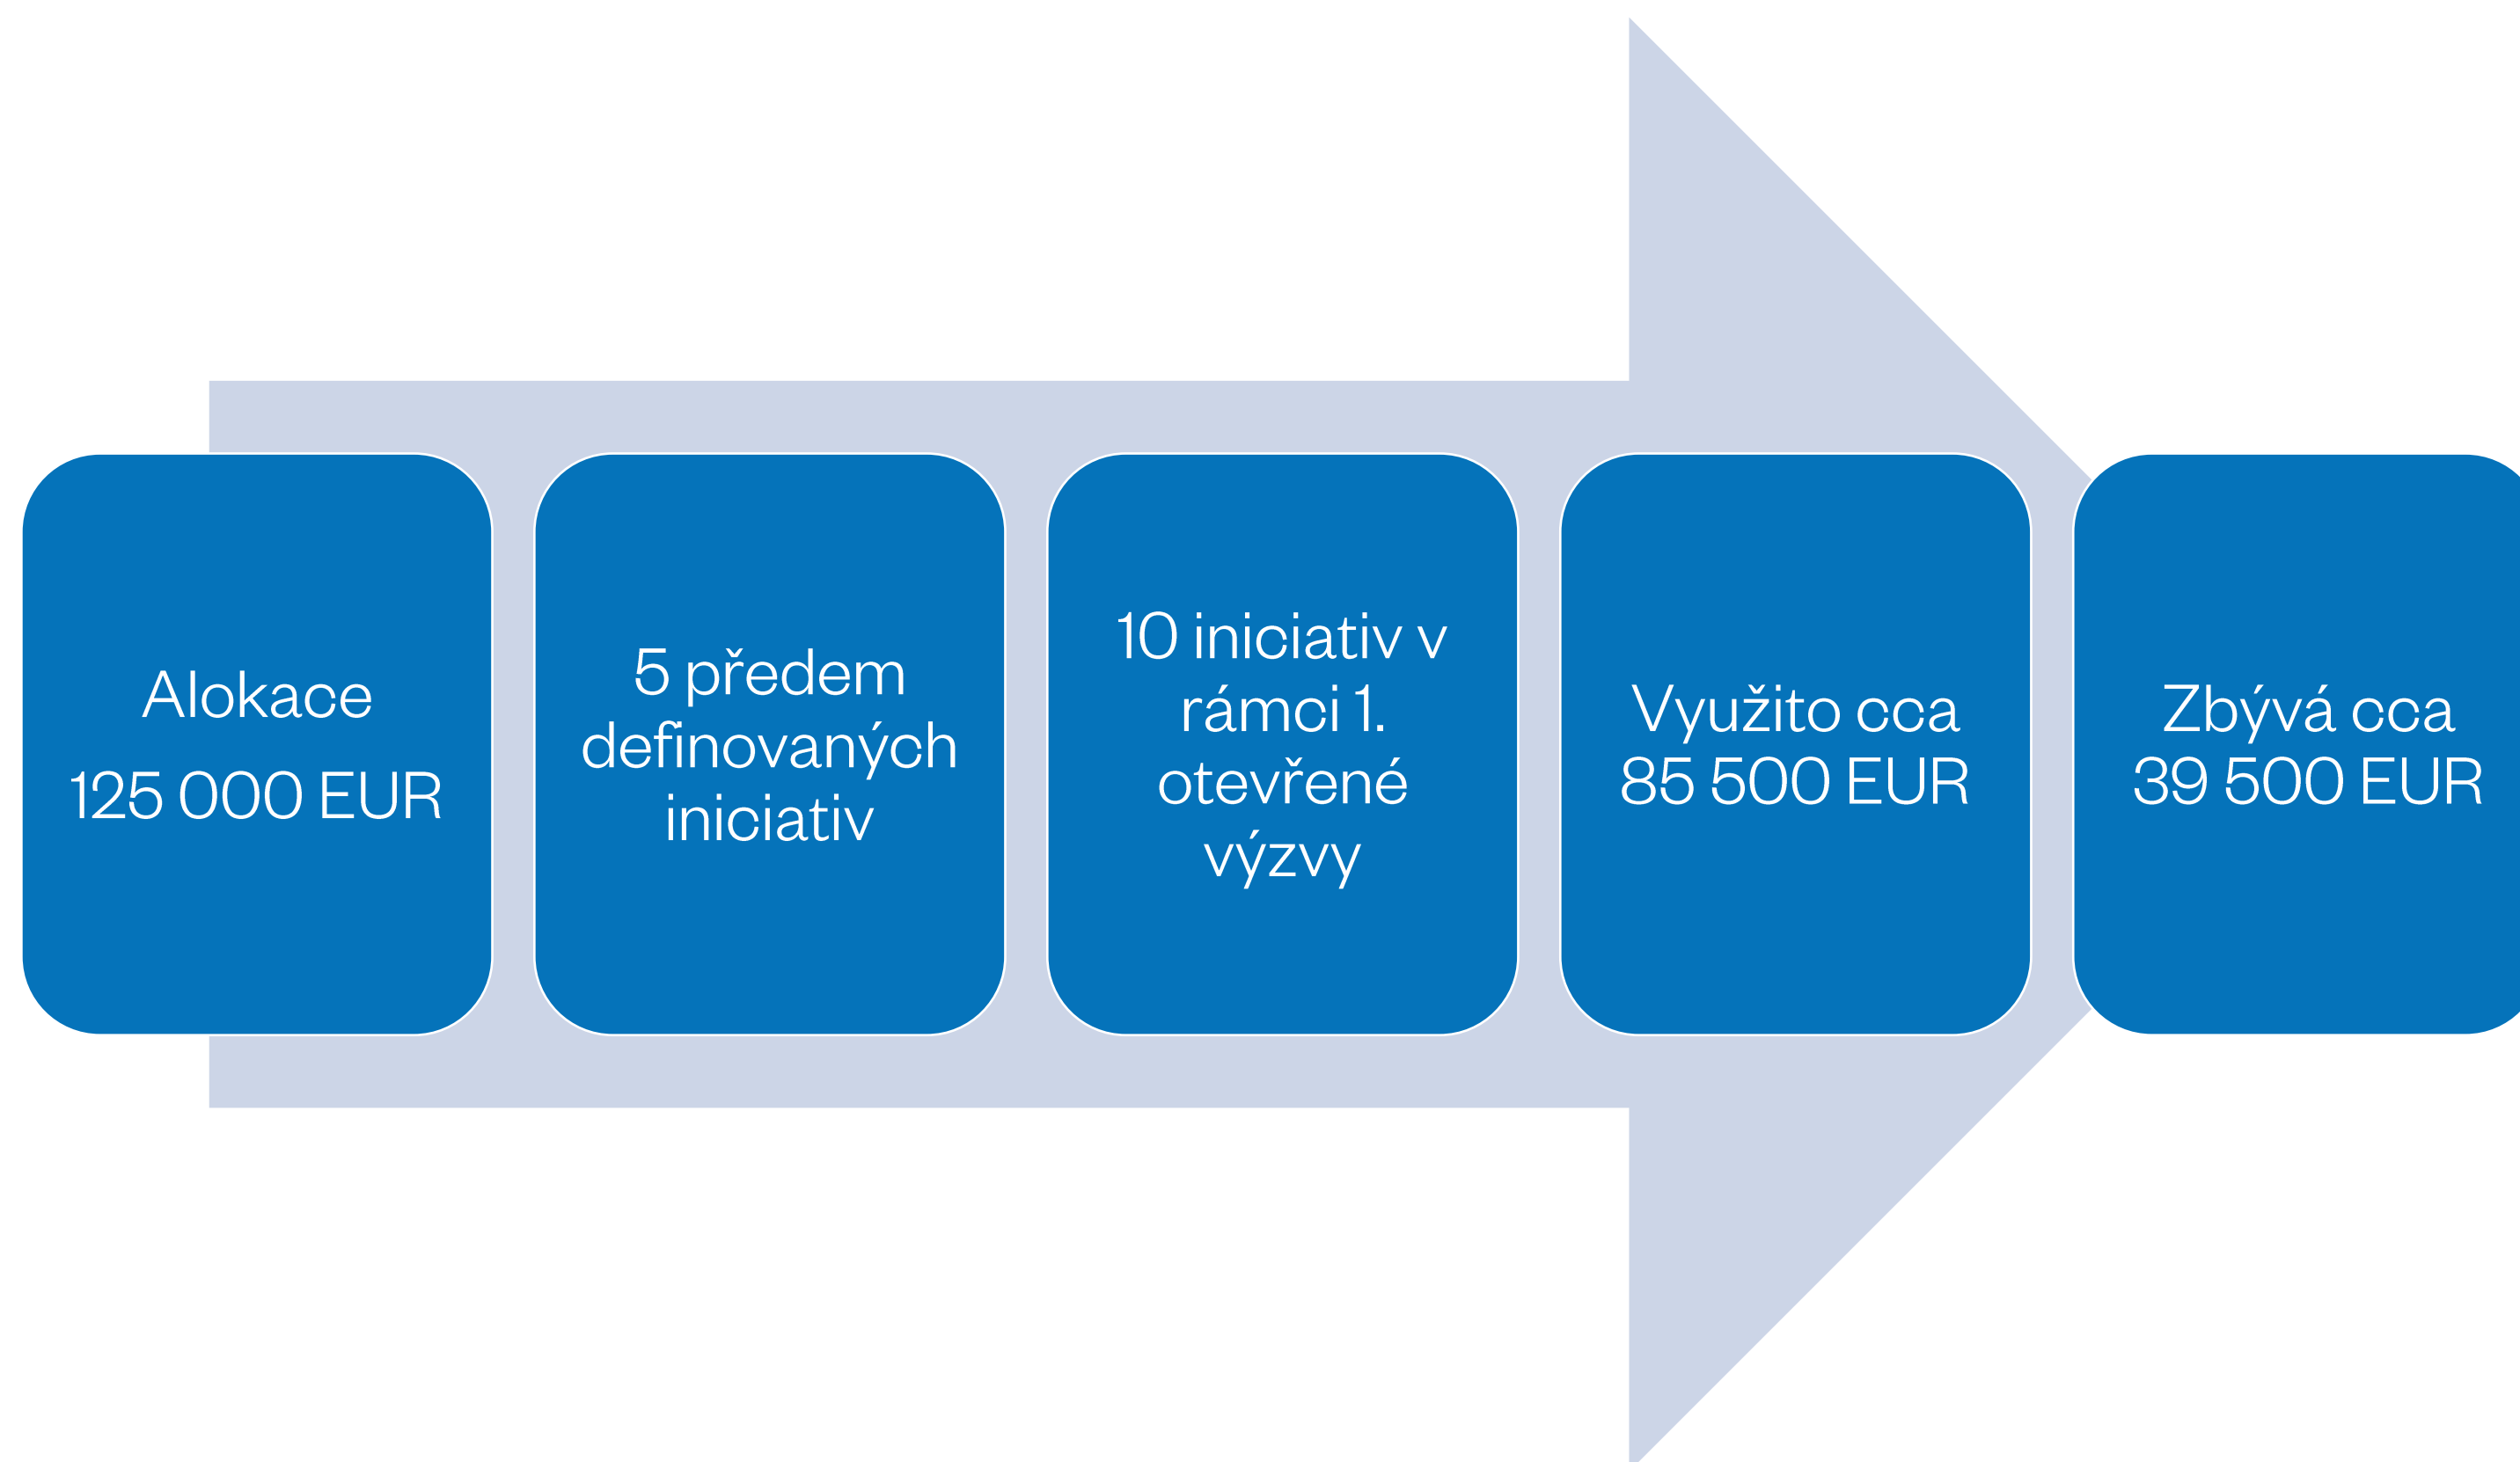 Alokace
125 000 EUR
5 předem
definovaných
iniciativ
10 iniciativ v
rámci 1.
otevřené
výzvy
Využito cca
85 500 EUR
Zbývá cca
39 500 EUR